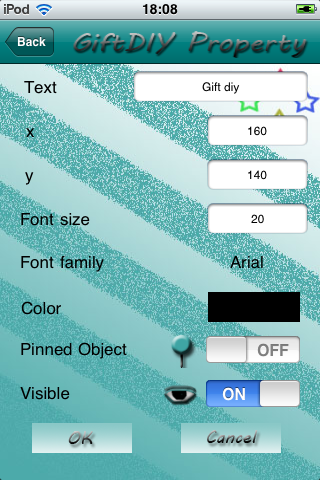 iPod 18:08
Back GiftDIY Property
Text Gift diy
x 160
y 140
Font size 20
Font family Arial
Color
Pinned Object OFF
Visible ON
OK Cancel